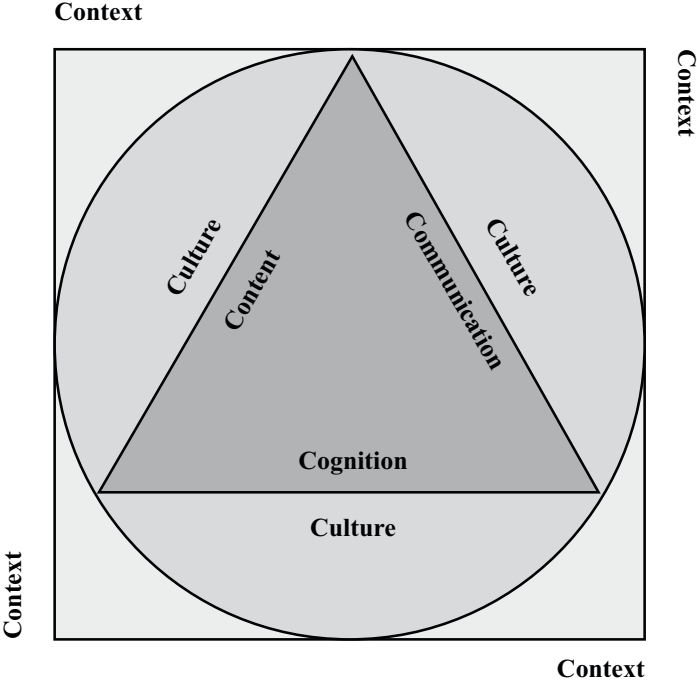 Context
Context
Culture
Culture
Content
Communication
Cognition
Culture
Context
Context